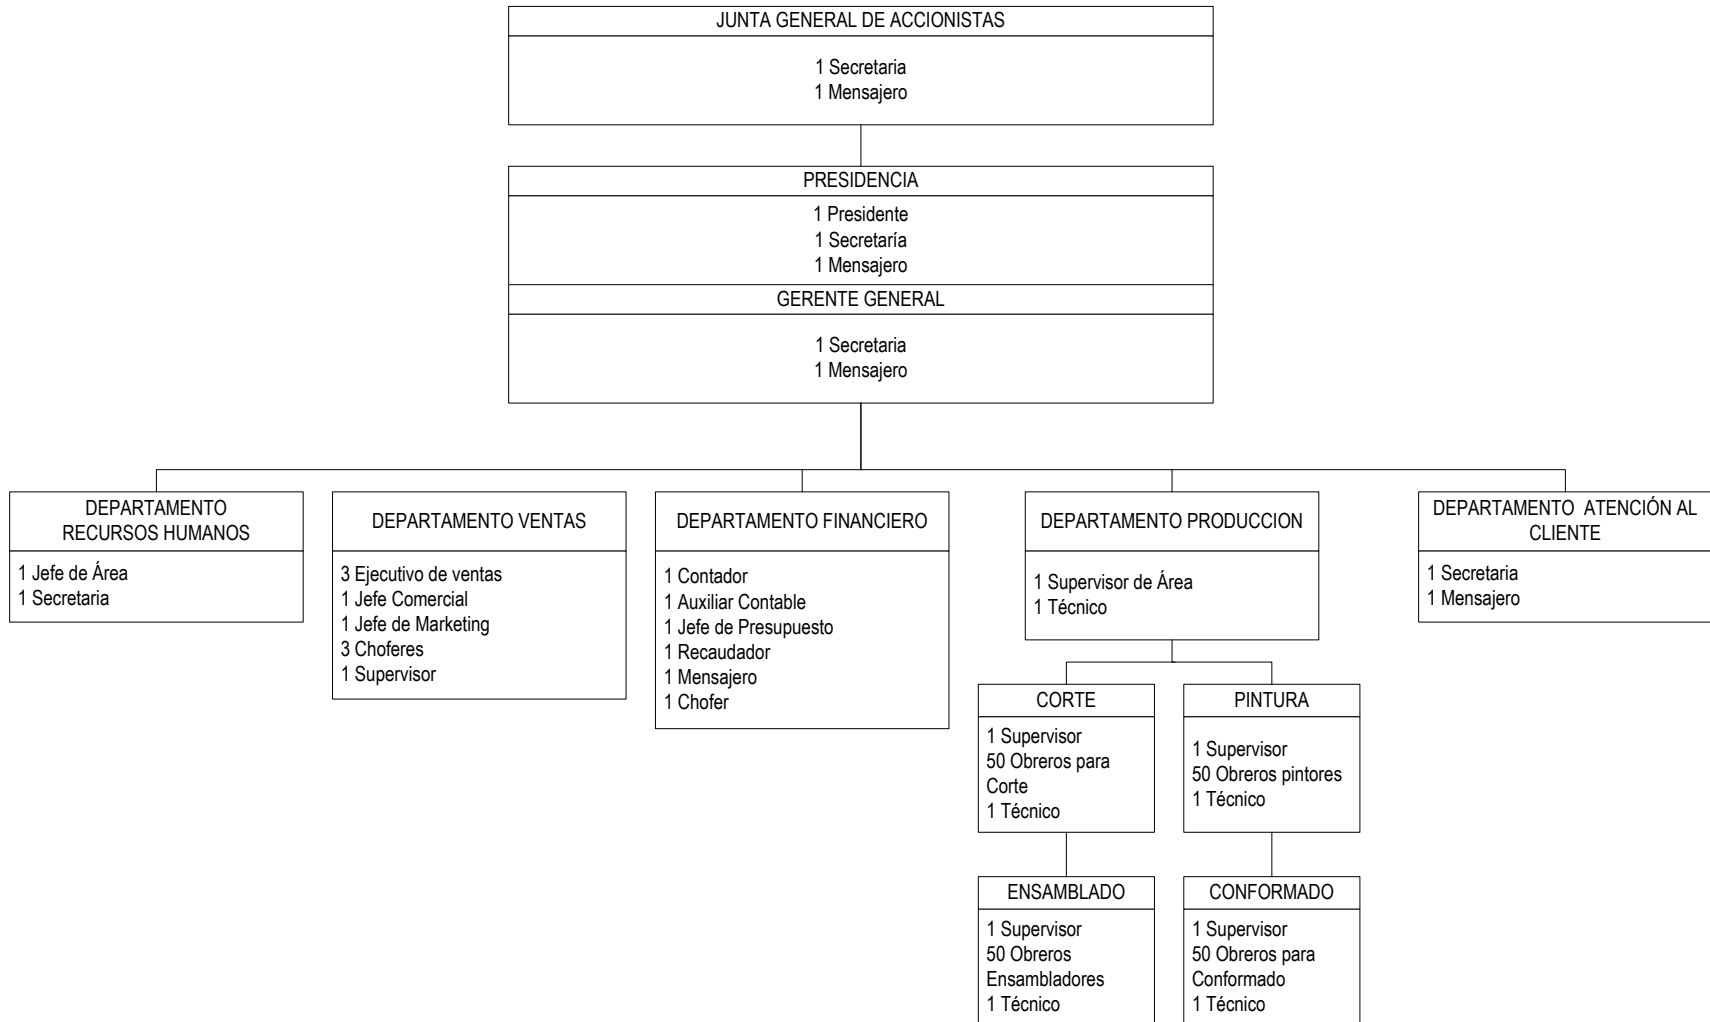 JUNTA GENERAL DE ACCIONISTAS
1 Secretaria
1 Mensajero
PRESIDENCIA
1 Presidente
1 Secretaría
1 Mensajero
GERENTE GENERAL
1 Secretaria
1 Mensajero
DEPARTAMENTO
RECURSOS HUMANOS
1 Jefe de Área
1 Secretaria
DEPARTAMENTO VENTAS
3 Ejecutivo de ventas
1 Jefe Comercial
1 Jefe de Marketing
3 Choferes
1 Supervisor
DEPARTAMENTO FINANCIERO
1 Contador
1 Auxiliar Contable
1 Jefe de Presupuesto
1 Recaudador
1 Mensajero
1 Chofer
DEPARTAMENTO PRODUCCION
1 Supervisor de Área
1 Técnico
DEPARTAMENTO ATENCIÓN AL
CLIENTE
1 Secretaria
1 Mensajero
CORTE
1 Supervisor
50 Obreros para
Corte
1 Técnico
PINTURA
1 Supervisor
50 Obreros pintores
1 Técnico
ENSAMBLADO
1 Supervisor
50 Obreros
Ensambladores
1 Técnico
CONFORMADO
1 Supervisor
50 Obreros para
Conformado
1 Técnico